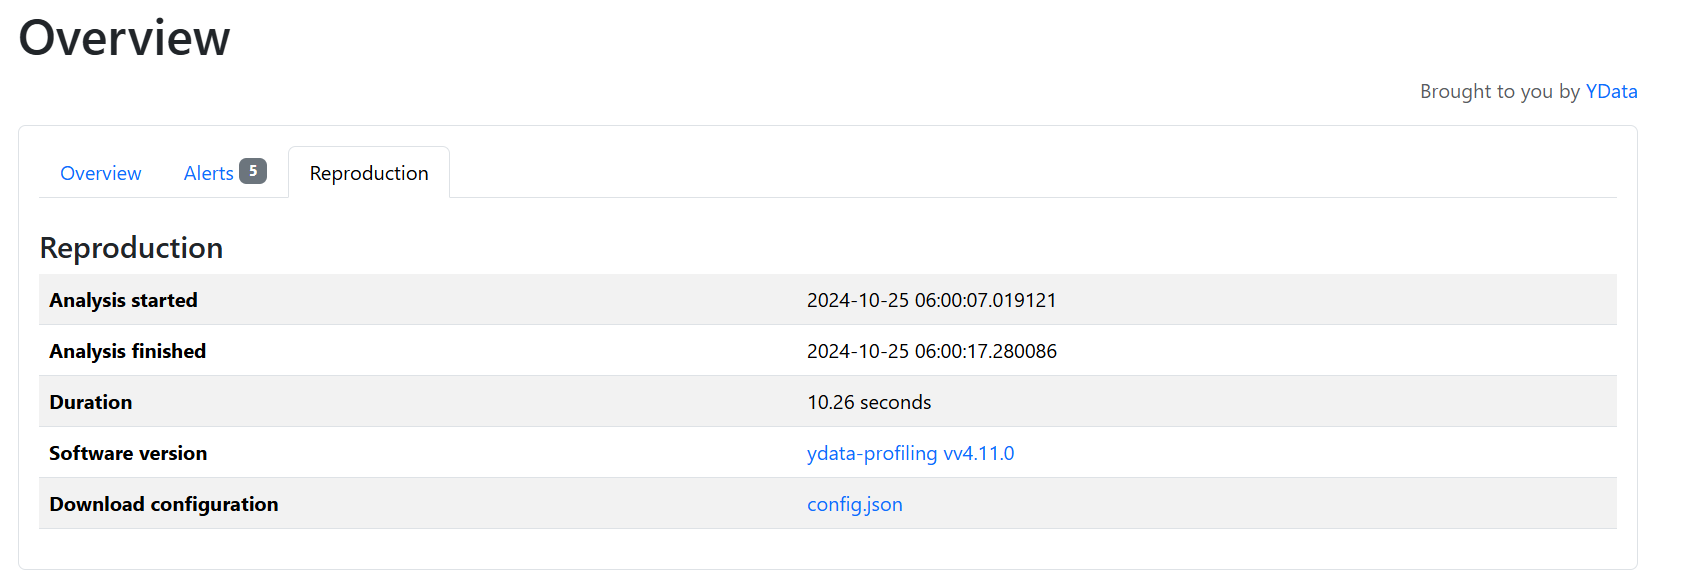 Overview
Brought to you by YData
Overview Alerts 5 Reproduction
Reproduction
Analysis started 2024-10-25 06:00:07.019121
Analysis finished 2024-10-25 06:00:17.280086
Duration 10.26 seconds
Software version ydata-profiling vv4.11.0
Download configuration config.json